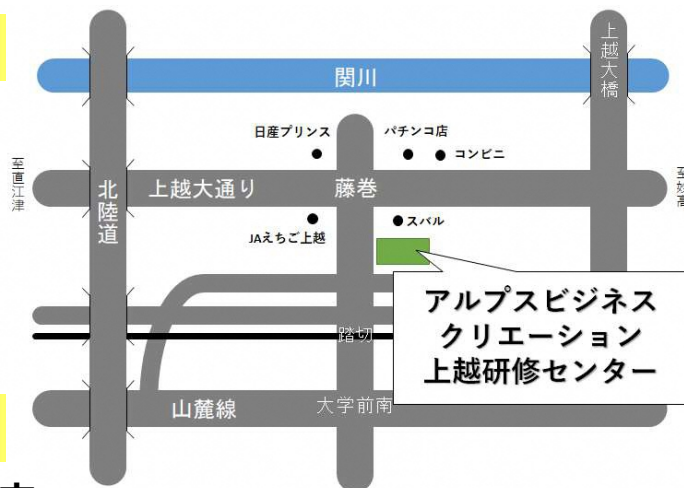 上越大橋
関川
日産プリンス
パチンコ店
コンビニ
至直江津
北陸道
上越大通り
藤巻
至妙高
JAえちご上越
スバル
アルプスビジネス
クリエーション
上越研修センター
踏切
山麓線
大学前南